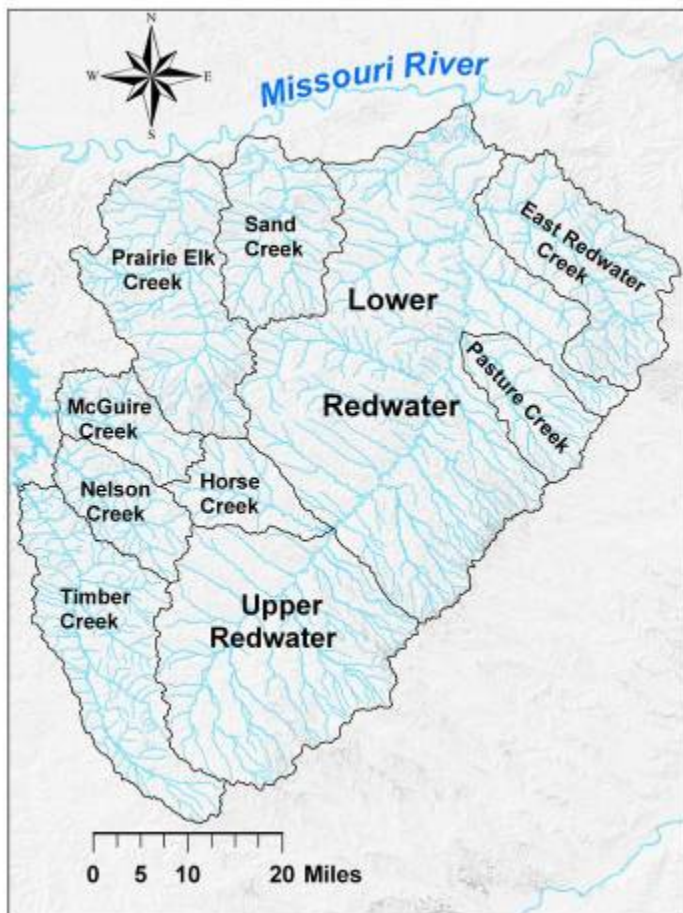 N
W E
S
Missouri River
Sand
Creek
Prairie Elk
Creek
East Redwater
Creek
Lower
Redwater
Pasture Creek
McGuire
Creek
Nelson
Creek
Horse
Creek
Timber
Creek
Upper
Redwater
0 5 10 20 Miles